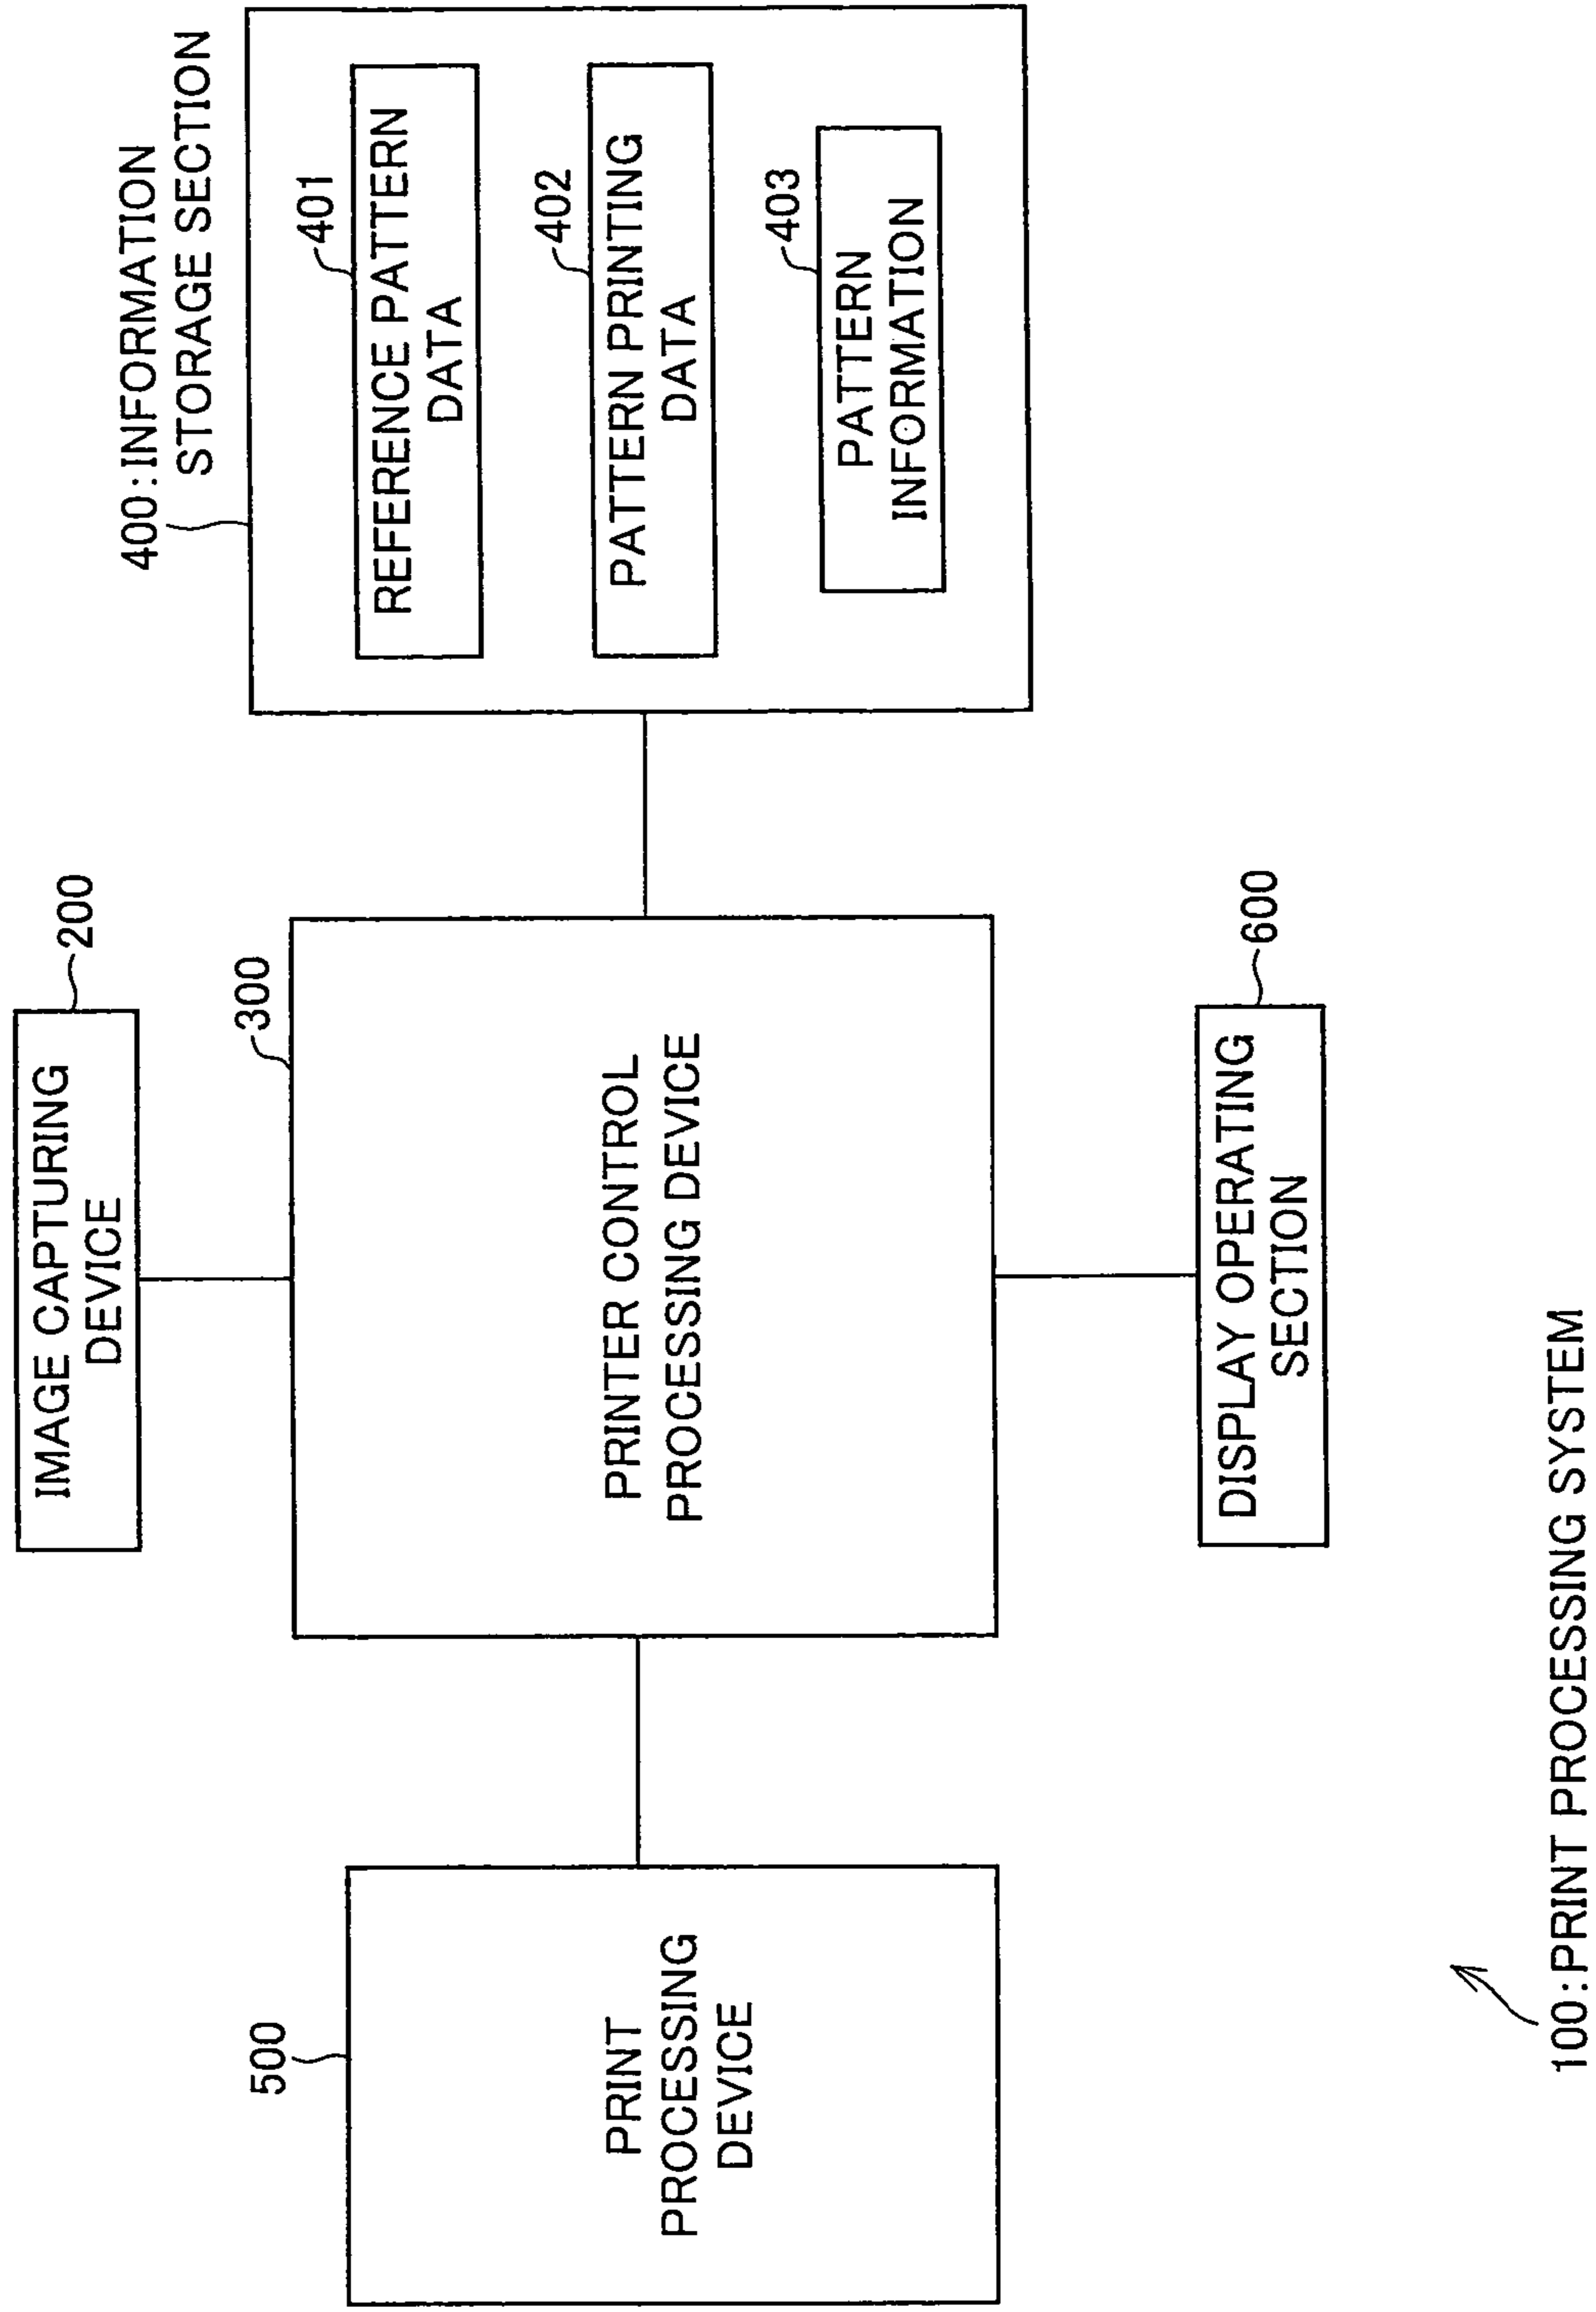 200
IMAGE CAPTURING
DEVICE
400:INFORMATION
STORAGE SECTION
500
PRINT
PROCESSING
DEVICE
300
PRINTER CONTROL
PROCESSING DEVICE
401
REFERENCE PATTERN
DATA
402
PATTERN PRINTING
DATA
403
PATTERN
INFORMATION
600
DISPLAY OPERATING
SECTION
100:PRINT PROCESSING SYSTEM